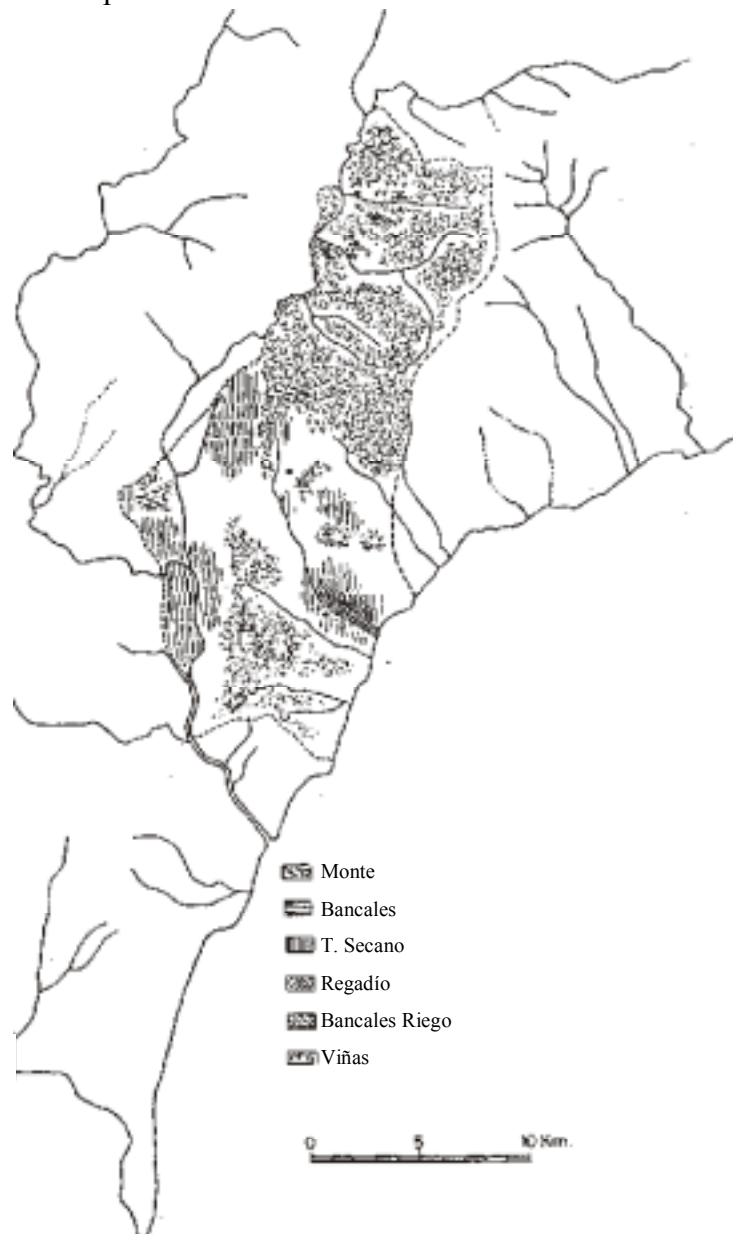 Monte
Bancales
T. Secano
Regadío
Bancales Riego
Viñas
0 5 10 Km.